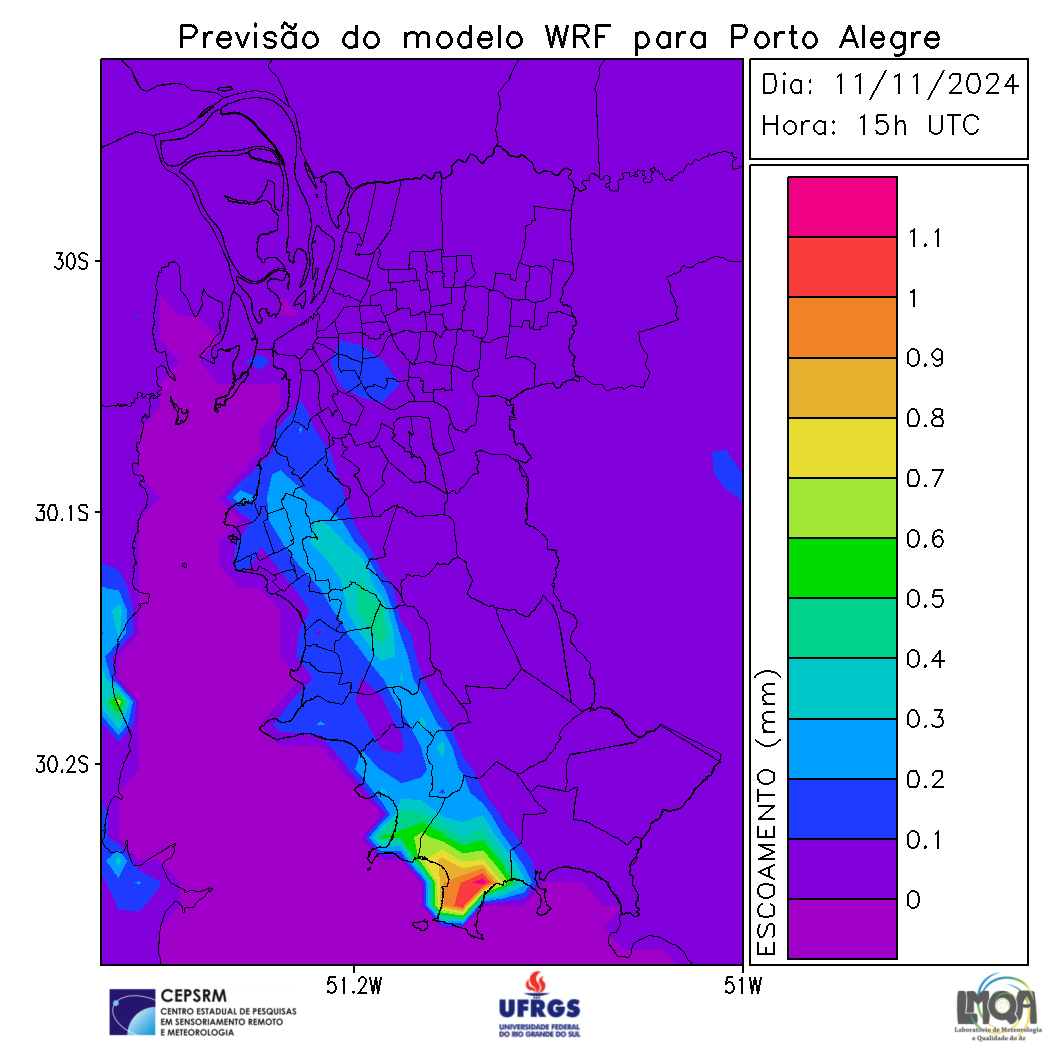 Previsão do modelo WRF para Porto Alegre
Dia: 11/11/2024
Hora: 15h UTC
30S
30.1S
30.2S
51.2W
51W
ESCOAMENTO (mm)
1.1
1
0.9
0.8
0.7
0.6
0.5
0.4
0.3
0.2
0.1
0
CEPSRM
CENTRO ESTADUAL DE PESQUISAS
EM SENSORIAMENTO REMOTO
E METEOROLOGIA
UFRGS
UNIVERSIDADE FEDERAL
DO RIO GRANDE DO SUL
LMQA
Laboratório de Meteorologia
e Qualidade do Ar